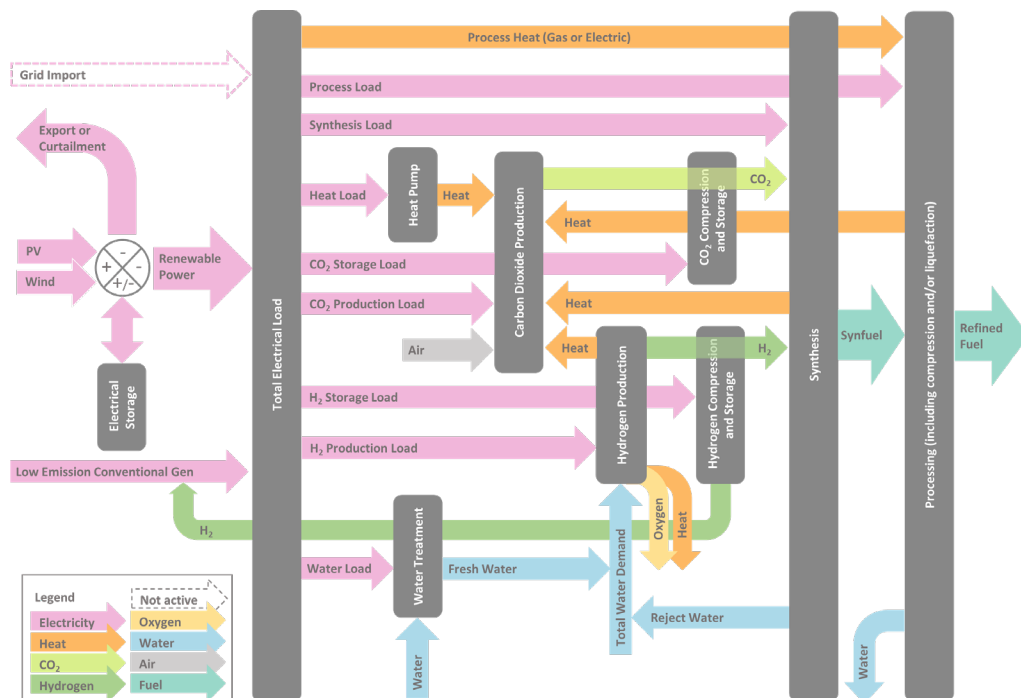 Process Heat (Gas or Electric)
Grid Import
Process Load
Synthesis Load
Export or
Curtailment
Heat Load
Heat Pump
Heat
Carbon Dioxide Production
CO₂ Compression
and Storage
CO₂
Heat
PV
Wind
+
-
-
+/-
Renewable
Power
CO₂ Storage Load
CO₂ Production Load
Heat
Air
Heat
H₂
Total Electrical Load
Synthesis
Synfuel
Processing (including compression and/or liquefaction)
Refined
Fuel
Electrical
Storage
H₂ Storage Load
H₂ Production Load
Hydrogen Production
Hydrogen Compression
and Storage
Low Emission Conventional Gen
H₂
Oxygen
Heat
Water Treatment
Water Load
Fresh Water
Total Water Demand
Reject Water
Water
Water
Legend
Not active
Electricity
Oxygen
Heat
Water
CO₂
Air
Hydrogen
Fuel